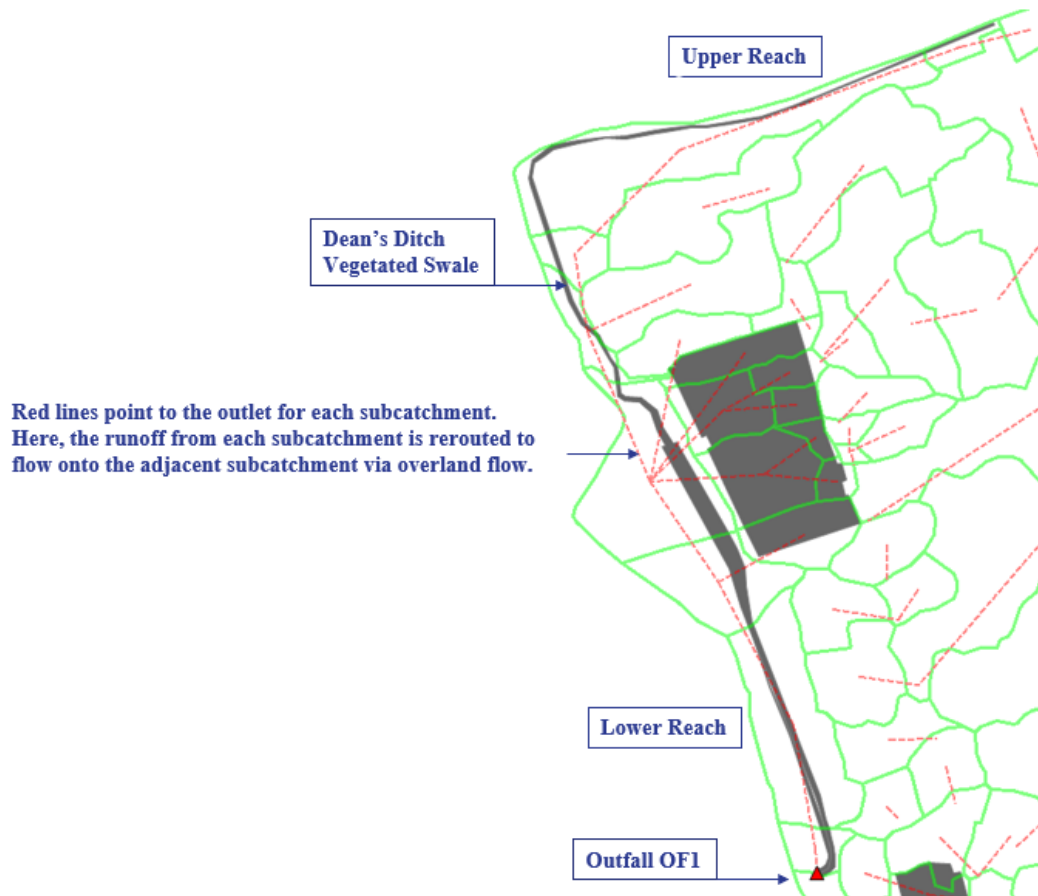 Upper Reach
Dean's Ditch
Vegetated Swale
Red lines point to the outlet for each subcatchment.
Here, the runoff from each subcatchment is rerouted to
flow onto the adjacent subcatchment via overland flow.
Lower Reach
Outfall OF1